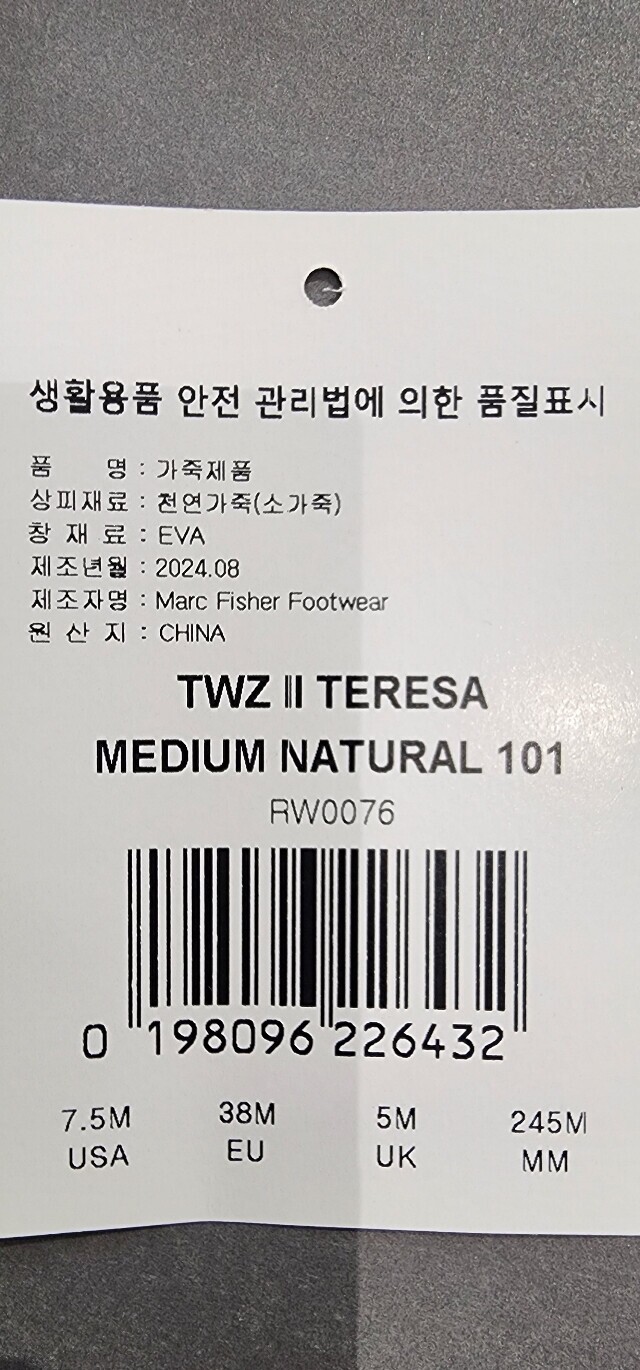 생활용품 안전 관리법에 의한 품질표시
품 명 : 가죽제품
상피재료 : 천연가죽(소가죽)
창 재 료 : EVA
제조년월 : 2024.08
제조자명 : Marc Fisher Footwear
원 산 지 : CHINA
TWZ II TERESA
MEDIUM NATURAL 101
RW0076
0 198096 226432
7.5M 38M 5M 245M
USA EU UK MM